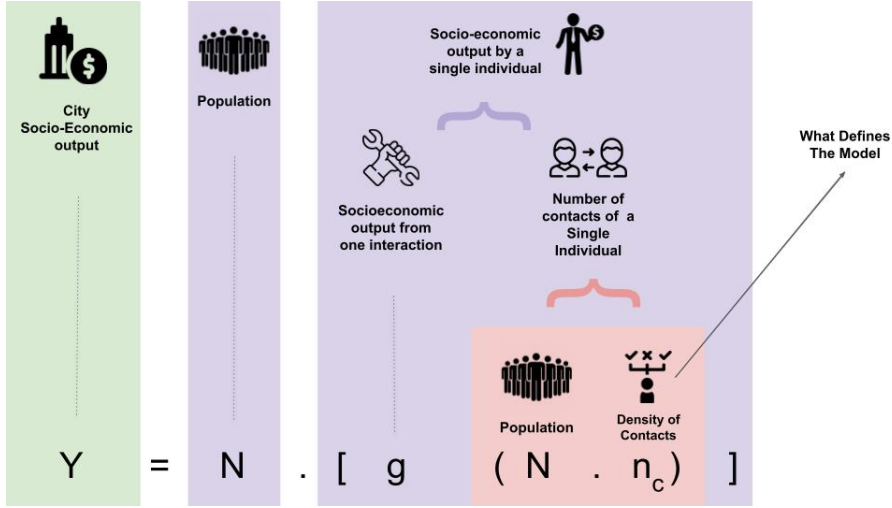 Socio-economic
output by a
single individual
$
$
Population
City
Socio-Economic
output
What Defines
The Model
Socioeconomic
output from
one interaction
Number of
contacts of a
Single
Individual
Population
Density of
Contacts
Y = N . [ g ( N . n_c ) ]